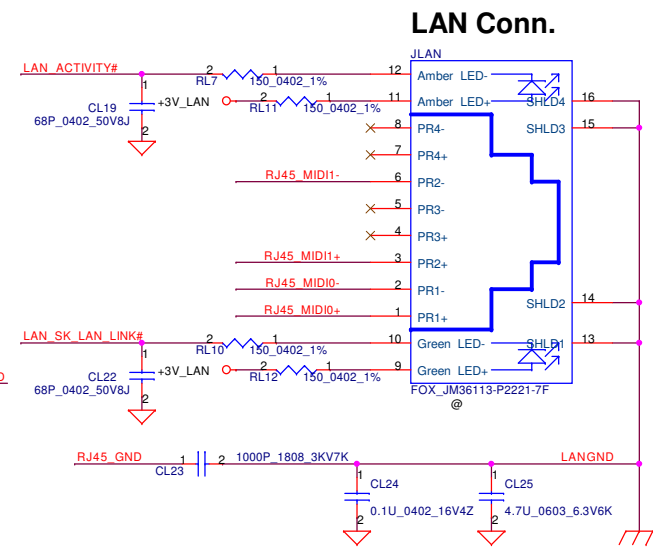 LAN Conn.
JLAN
LAN_ACTIVITY#
2 1 12 Amber LED-
RL7 150_0402_1%
1
CL19 +3V_LAN 2 1 11 Amber LED+ SHLD4 16
68P_0402_50V8J RL11 150_0402_1%
2
8 PR4- SHLD3 15
7 PR4+
RJ45_MIDI1- 6 PR2-
5 PR3-
4 PR3+
RJ45_MIDI1+ 3 PR2+
RJ45_MIDI0- 2 PR1- SHLD2 14
RJ45_MIDI0+ 1 PR1+
LAN_SK_LAN_LINK# 2 1 10 Green LED- SHLD1 13
RL10 150_0402_1%
1
CL22 +3V_LAN 2 1 9 Green LED+
68P_0402_50V8J RL12 150_0402_1%
2
FOX_JM36113-P2221-7F
@
RJ45_GND 1 2 1000P_1808_3KV7K LANGND
CL23
1 1
CL24 CL25
0.1U_0402_16V4Z 4.7U_0603_6.3V6K
2 2